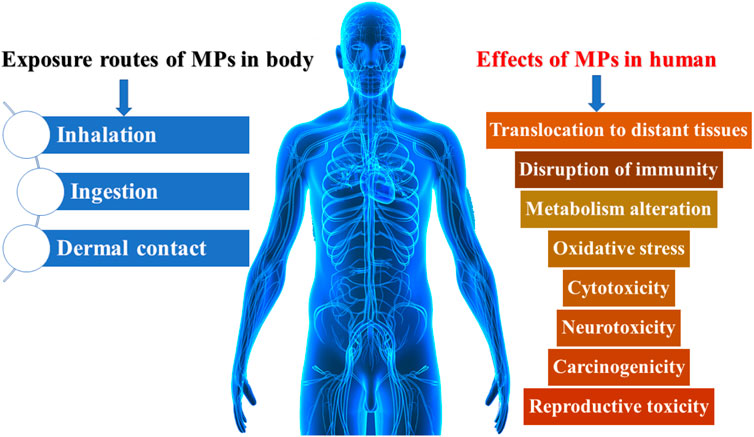 Exposure routes of MPs in body
Inhalation
Ingestion
Dermal contact
Effects of MPs in human
Translocation to distant tissues
Disruption of immunity
Metabolism alteration
Oxidative stress
Cytotoxicity
Neurotoxicity
Carcinogenicity
Reproductive toxicity